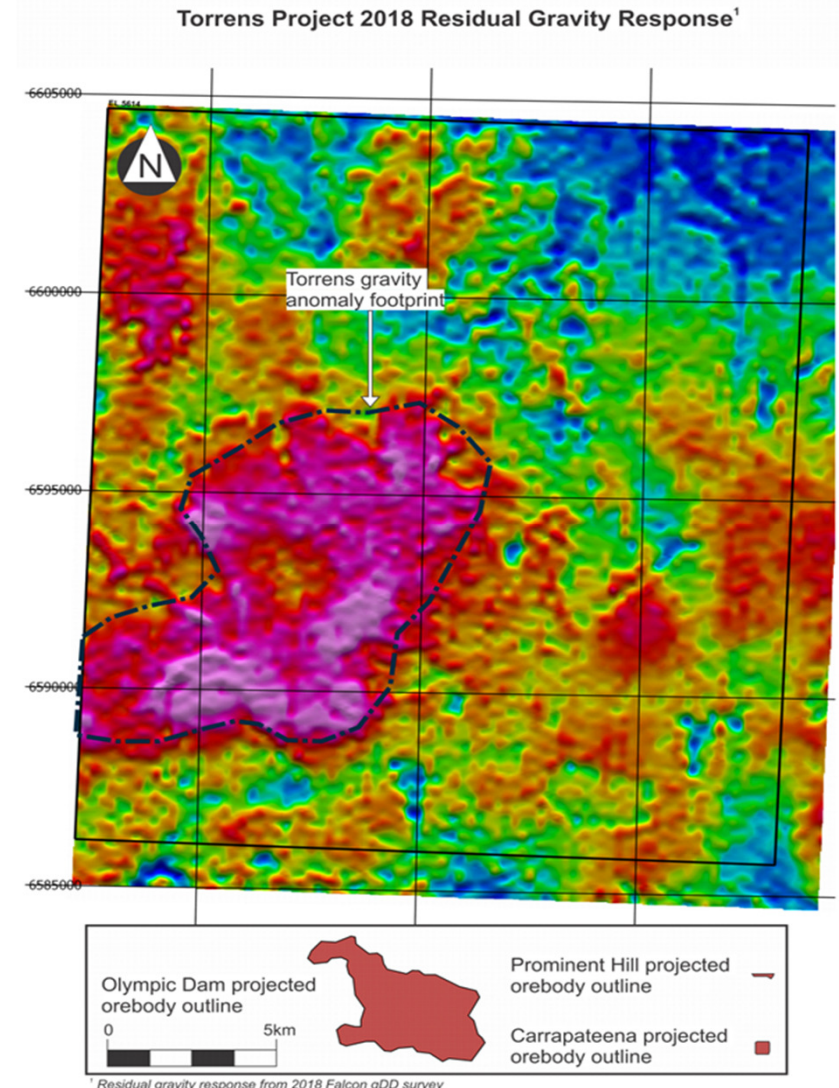 Torrens Project 2018 Residual Gravity Response¹
6605000
EL 5614
N
6600000
Torrens gravity
anomaly footprint
6595000
6590000
6585000
Olympic Dam projected
orebody outline
0 5km
Prominent Hill projected
orebody outline
Carrapateena projected
orebody outline
¹ Residual gravity response from 2018 Falcon gDD survey